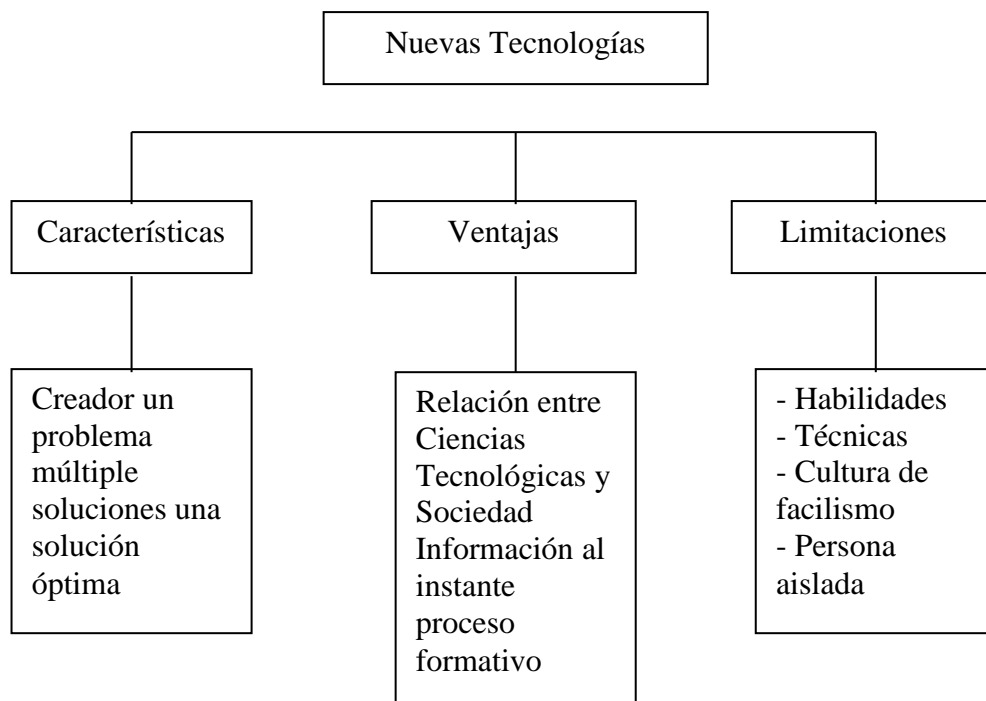 Nuevas Tecnologías
Característícas
Ventajas
Limitaciones
Creador un
problema
múltiple
soluciones una
solución
óptima
Relación entre
Ciencias
Tecnológicas y
Sociedad
Información al
instante
proceso
formativo
- Habilidades
- Técnicas
- Cultura de
facilismo
- Persona
aislada